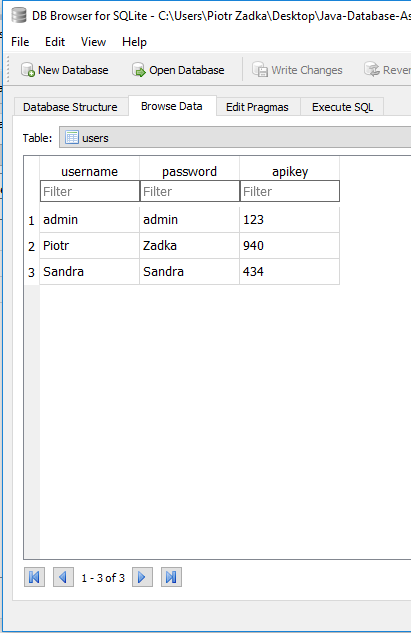 DB Browser for SQLite - C:\Users\Piotr Zadka\Desktop\Java-Database-As
File Edit View Help
New Database Open Database Write Changes Rever
Database Structure Browse Data Edit Pragmas Execute SQL
Table: users
username password apikey
Filter Filter Filter
1 admin admin 123
2 Piotr Zadka 940
3 Sandra Sandra 434
1 - 3 of 3